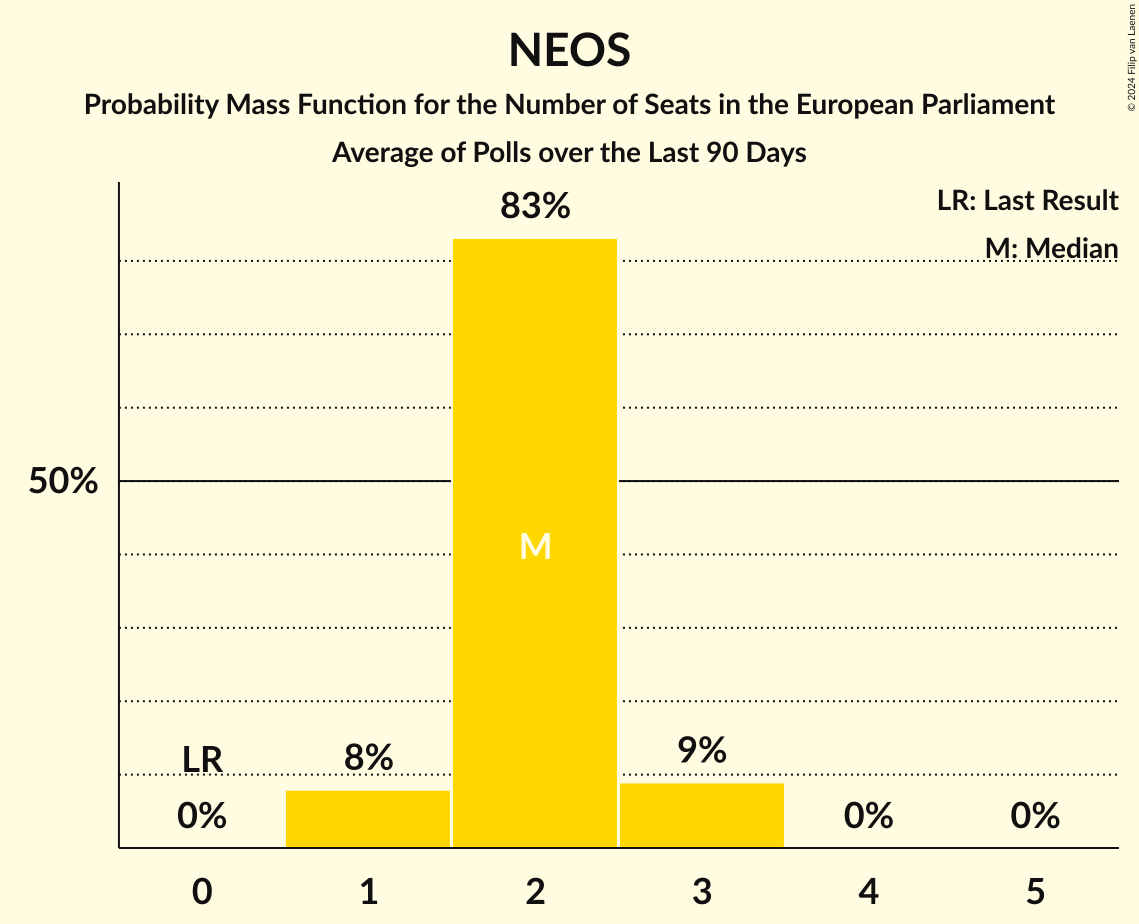 NEOS
Probability Mass Function for the Number of Seats in the European Parliament
Average of Polls over the Last 90 Days
© 2024 Filip van Laenen
LR: Last Result
M: Median
83%
50%
M
LR
8%
9%
0%
0%
0%
0
1
2
3
4
5